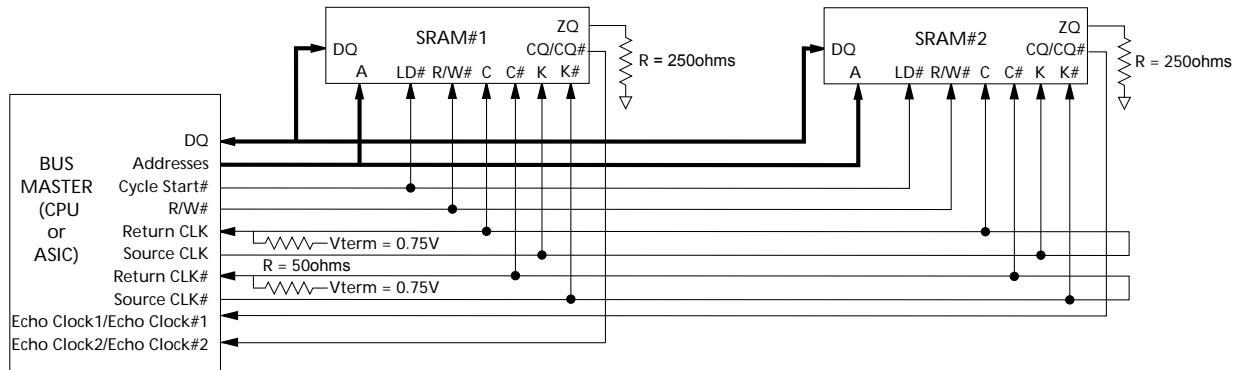 ZQ
SRAM#1
CQ/CQ#
DQ
A
LD# R/W# C C# K K#
R = 250ohms
ZQ
SRAM#2
CQ/CQ#
DQ
A
LD# R/W# C C# K K#
R = 250ohms
BUS
MASTER
(CPU
or
ASIC)
DQ
Addresses
Cycle Start#
R/W#
Return CLK
Source CLK
Return CLK#
Source CLK#
Echo Clock1/Echo Clock#1
Echo Clock2/Echo Clock#2
Vterm = 0.75V
R = 50ohms
Vterm = 0.75V